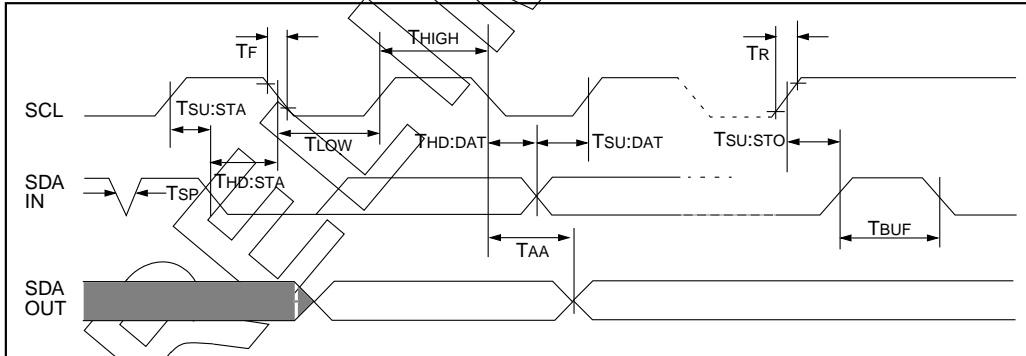 TF
THIGH
TR
SCL
TSU:STA
TLOW
THD:DAT
TSU:DAT
TSU:STO
SDA
IN
TSP
THD:STA
TBUF
TAA
SDA
OUT